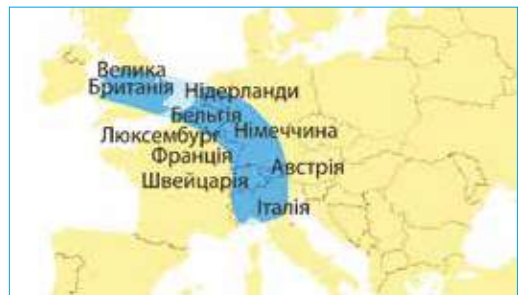 Велика
Британія
Нідерланди
Бельгія
Люксембург
Німеччина
Франція
Австрія
Швейцарія
Італія